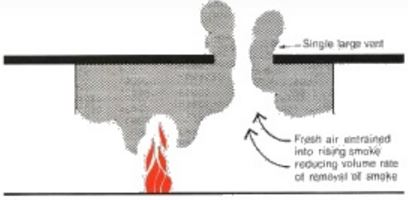 Single large vent
Fresh air entrained
into rising smoke
reducing volume rate
of removal of smoke